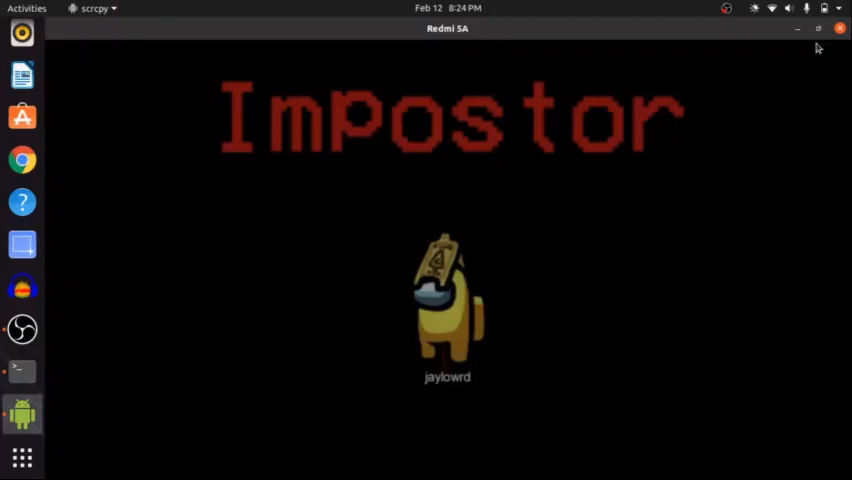 Activities
scrcpy
Feb 12 8:24 PM
Redmi 5A
Impostor
jaylowrd